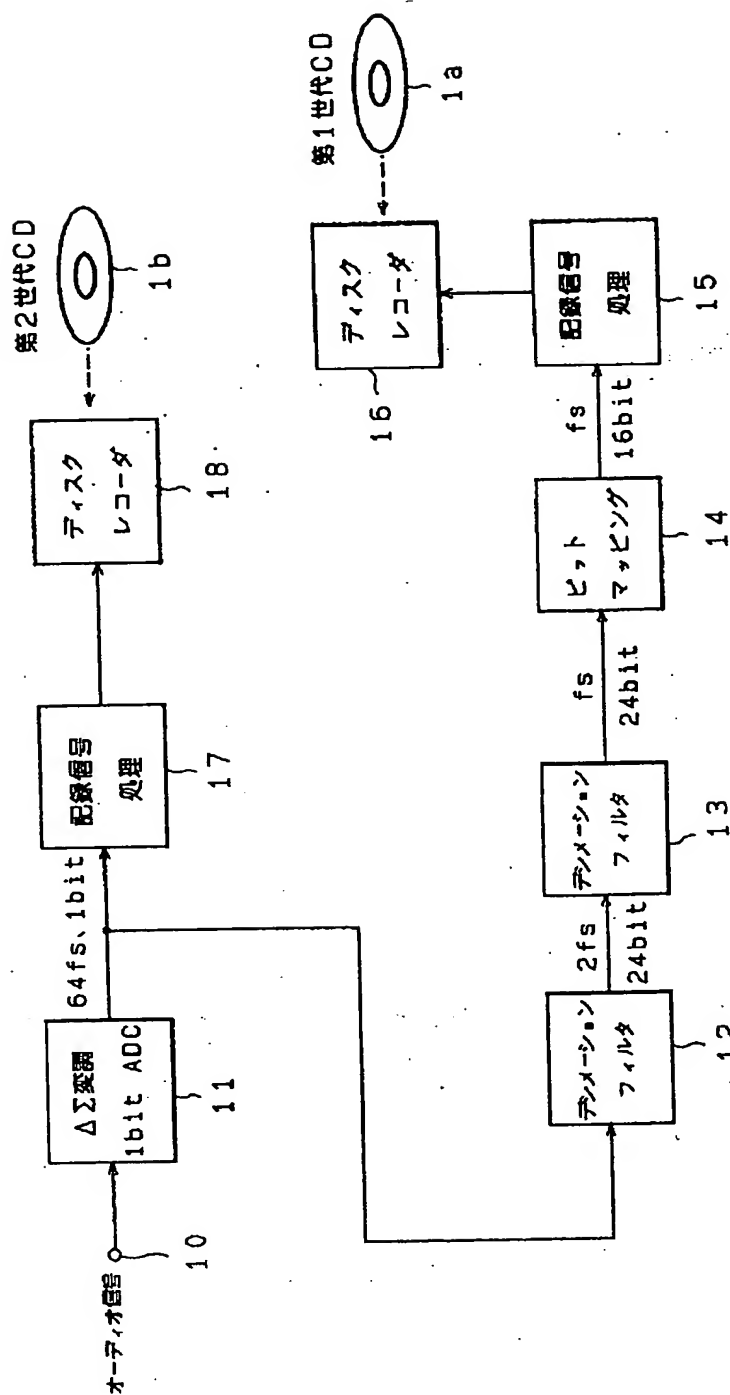 オーディオ信号
10
ΔΣ変調
1bit ADC
11
64fs、1bit
記録信号
処理
17
ディスク
レコーダ
18
第2世代CD
1b
デシメーション
フィルタ
2fs
24bit
デシメーション
フィルタ
13
fs
24bit
ビット
マッピング
14
fs
16bit
記録信号
処理
15
ディスク
レコーダ
16
第1世代CD
1a